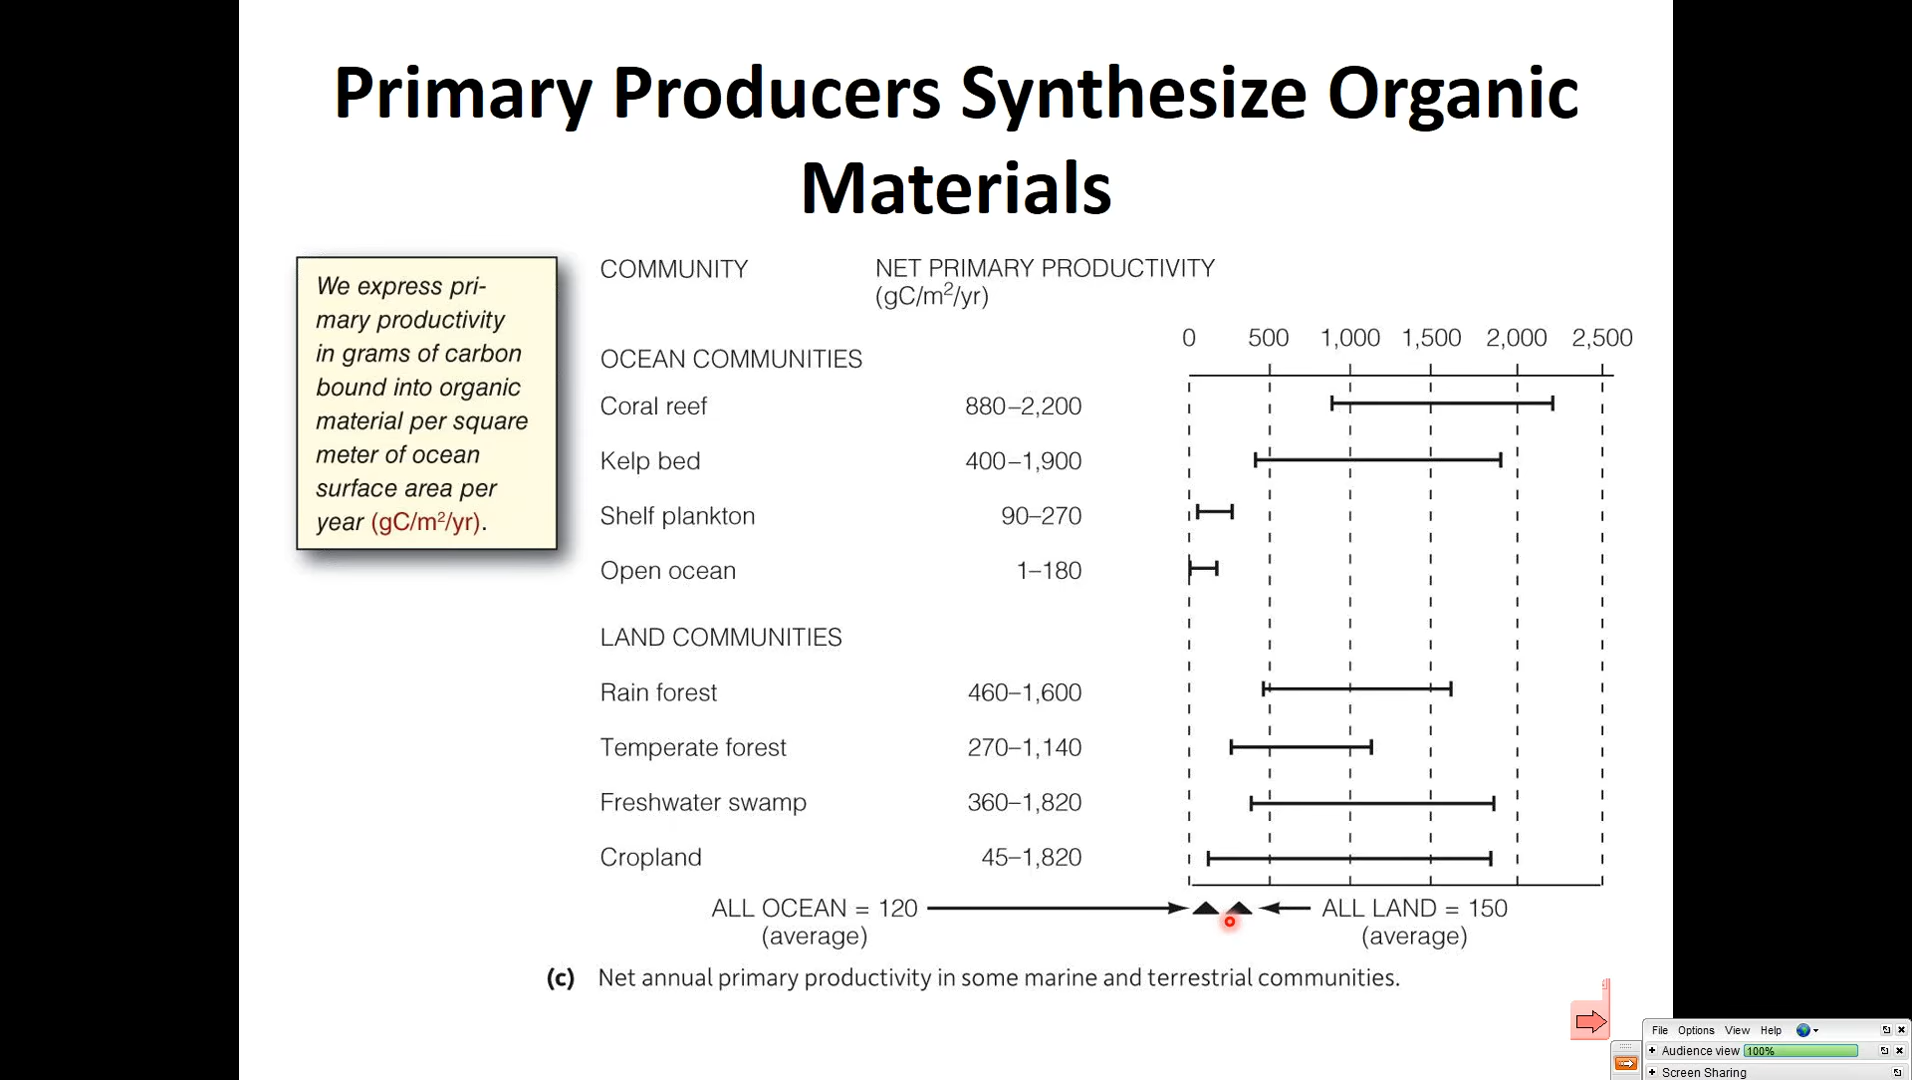 Primary Producers Synthesize Organic
Materials
We express pri-
mary productivity
in grams of carbon
bound into organic
material per square
meter of ocean
surface area per
year (gC/m²/yr).
COMMUNITY NET PRIMARY PRODUCTIVITY
(gC/m²/yr)
0 500 1,000 1,500 2,000 2,500
OCEAN COMMUNITIES
Coral reef 880–2,200
Kelp bed 400–1,900
Shelf plankton 90–270
Open ocean 1–180
LAND COMMUNITIES
Rain forest 460–1,600
Temperate forest 270–1,140
Freshwater swamp 360–1,820
Cropland 45–1,820
ALL OCEAN = 120 ALL LAND = 150
(average) (average)
(c) Net annual primary productivity in some marine and terrestrial communities.
File Options View Help
Audience view 100%
Screen Sharing